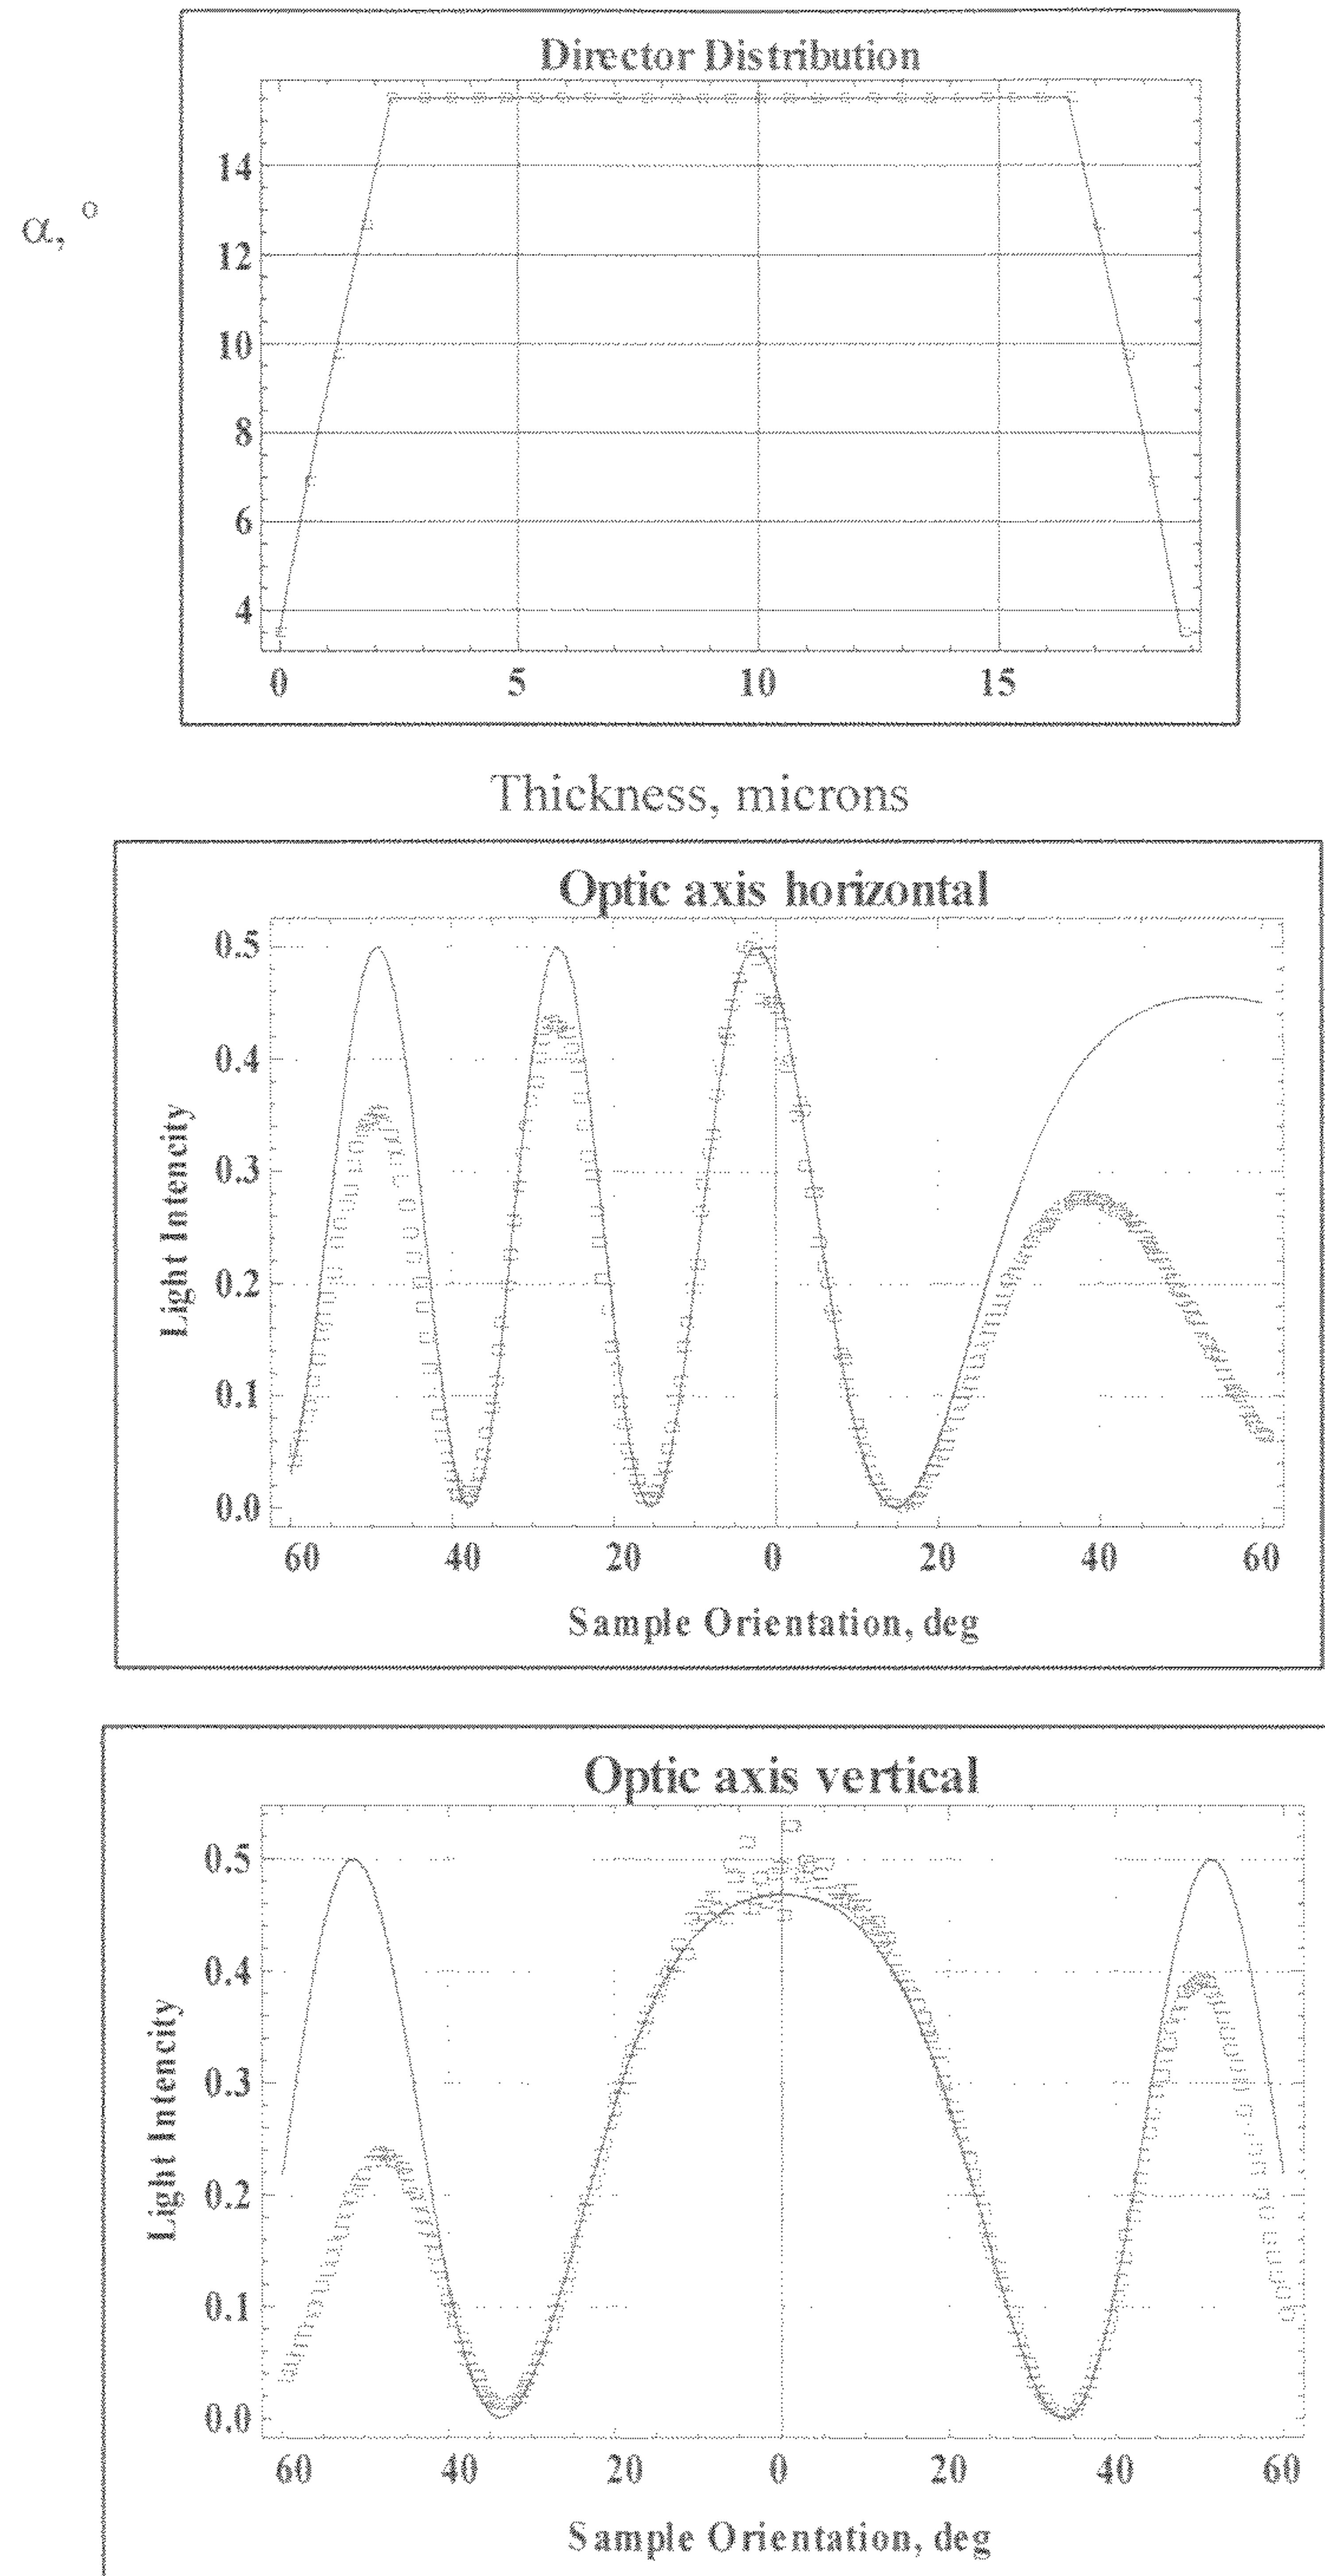 Director Distribution
α, °
14
12
10
8
6
4
0 5 10 15
Thickness, microns
Optic axis horizontal
Light Intencity
0.5
0.4
0.3
0.2
0.1
0.0
60 40 20 0 20 40 60
Sample Orientation, deg
Optic axis vertical
Light Intencity
0.5
0.4
0.3
0.2
0.1
0.0
60 40 20 0 20 40 60
Sample Orientation, deg